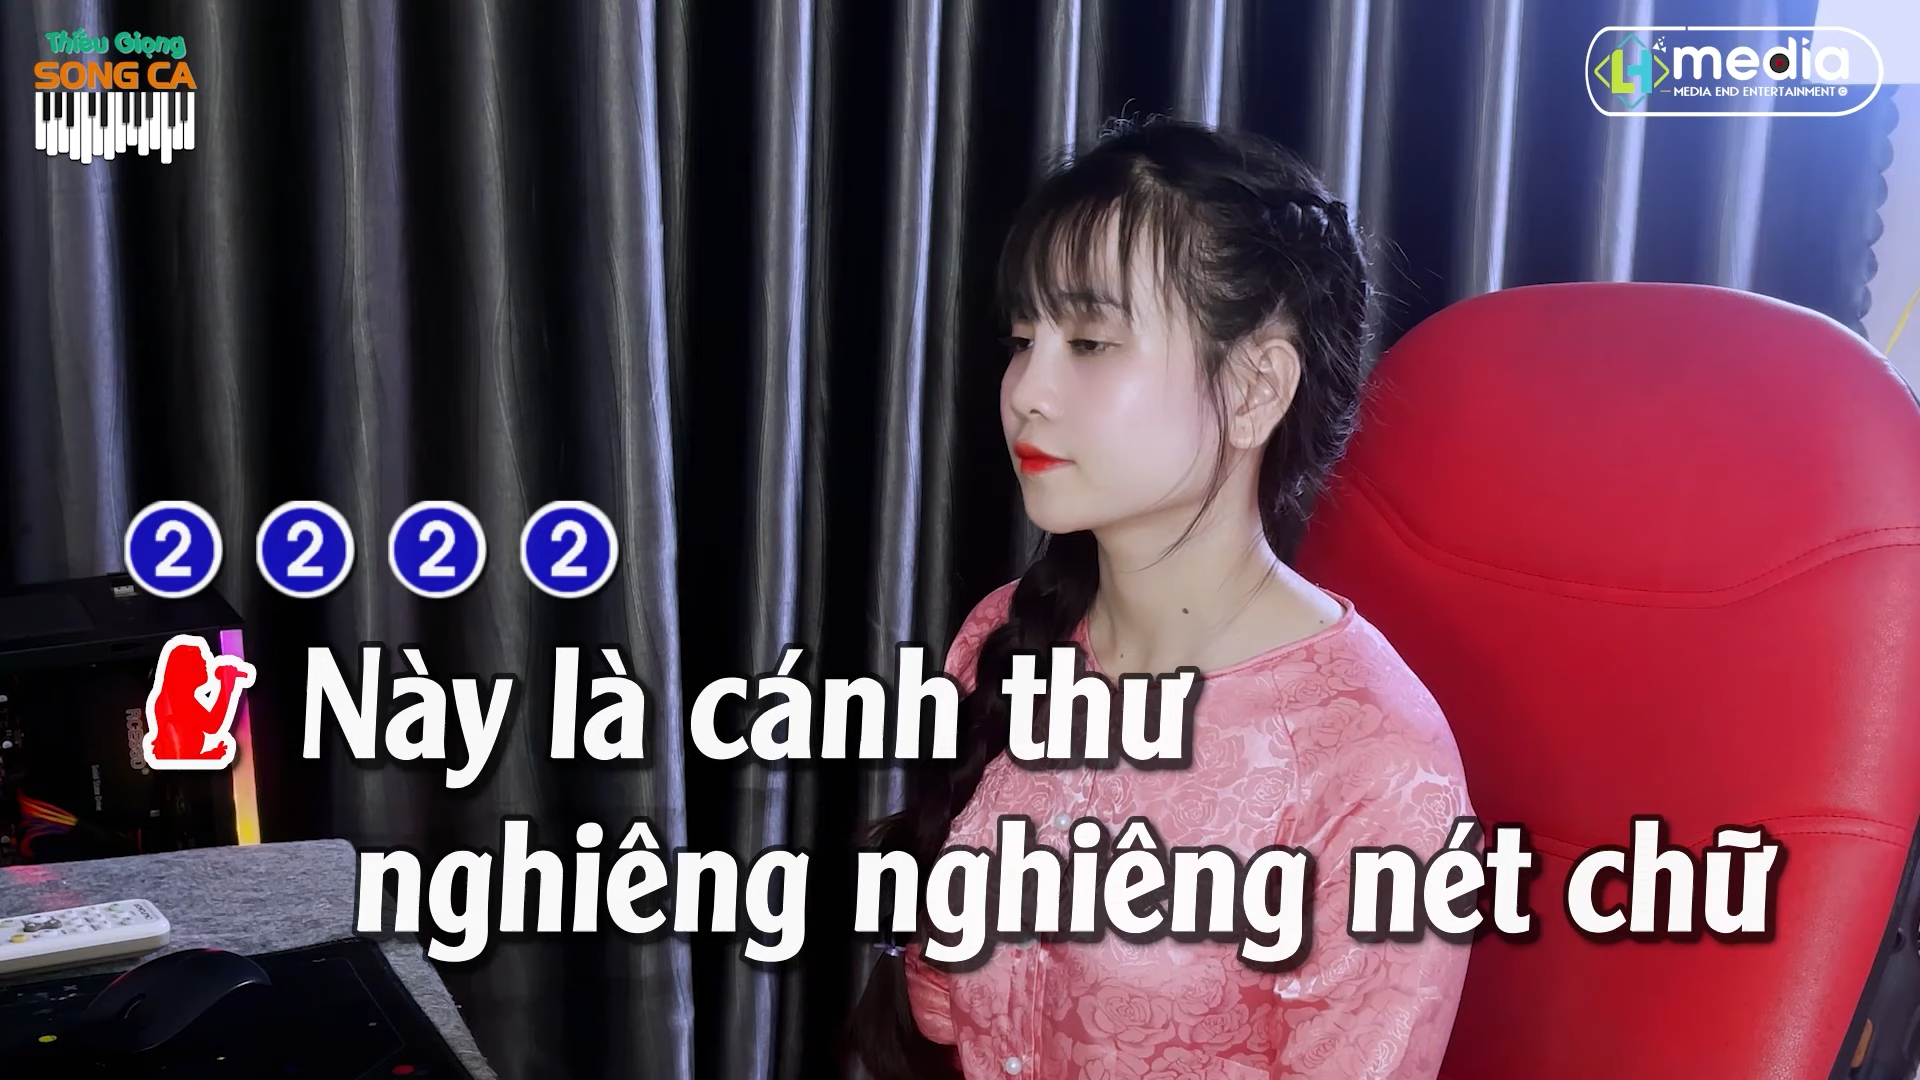 Thiếu Giọng
SONG CA
LH media
MEDIA END ENTERTAINMENT ©
2 2 2 2
Này là cánh thư
nghiêng nghiêng nét chữ